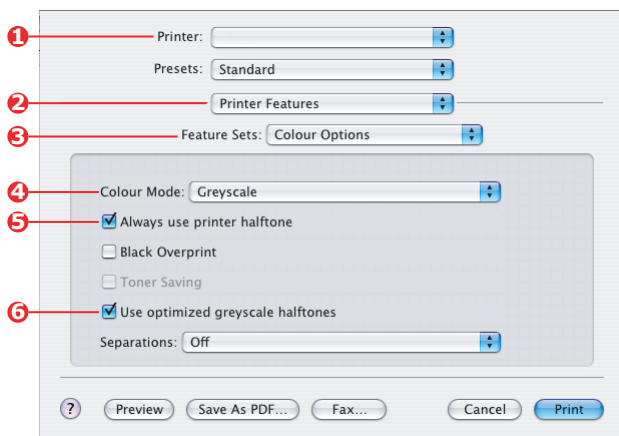 1 Printer:
Presets: Standard
2 Printer Features
3 Feature Sets: Colour Options
4 Colour Mode: Greyscale
5 Always use printer halftone
Black Overprint
Toner Saving
6 Use optimized greyscale halftones
Separations: Off
? Preview Save As PDF... Fax... Cancel Print